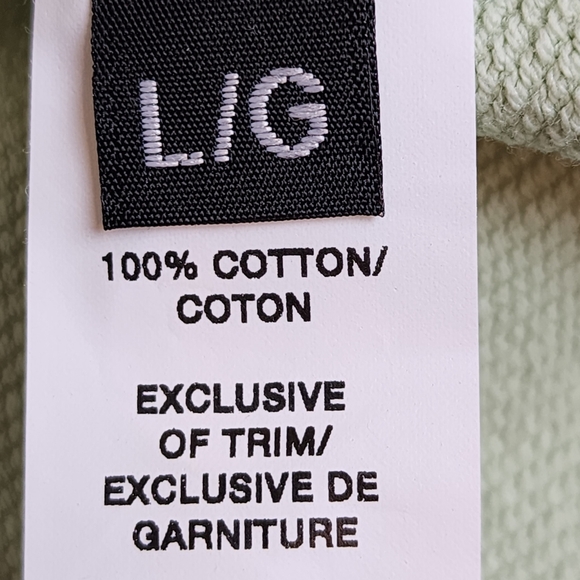 L/G
100% COTTON/
COTON
EXCLUSIVE
OF TRIM/
EXCLUSIVE DE
GARNITURE